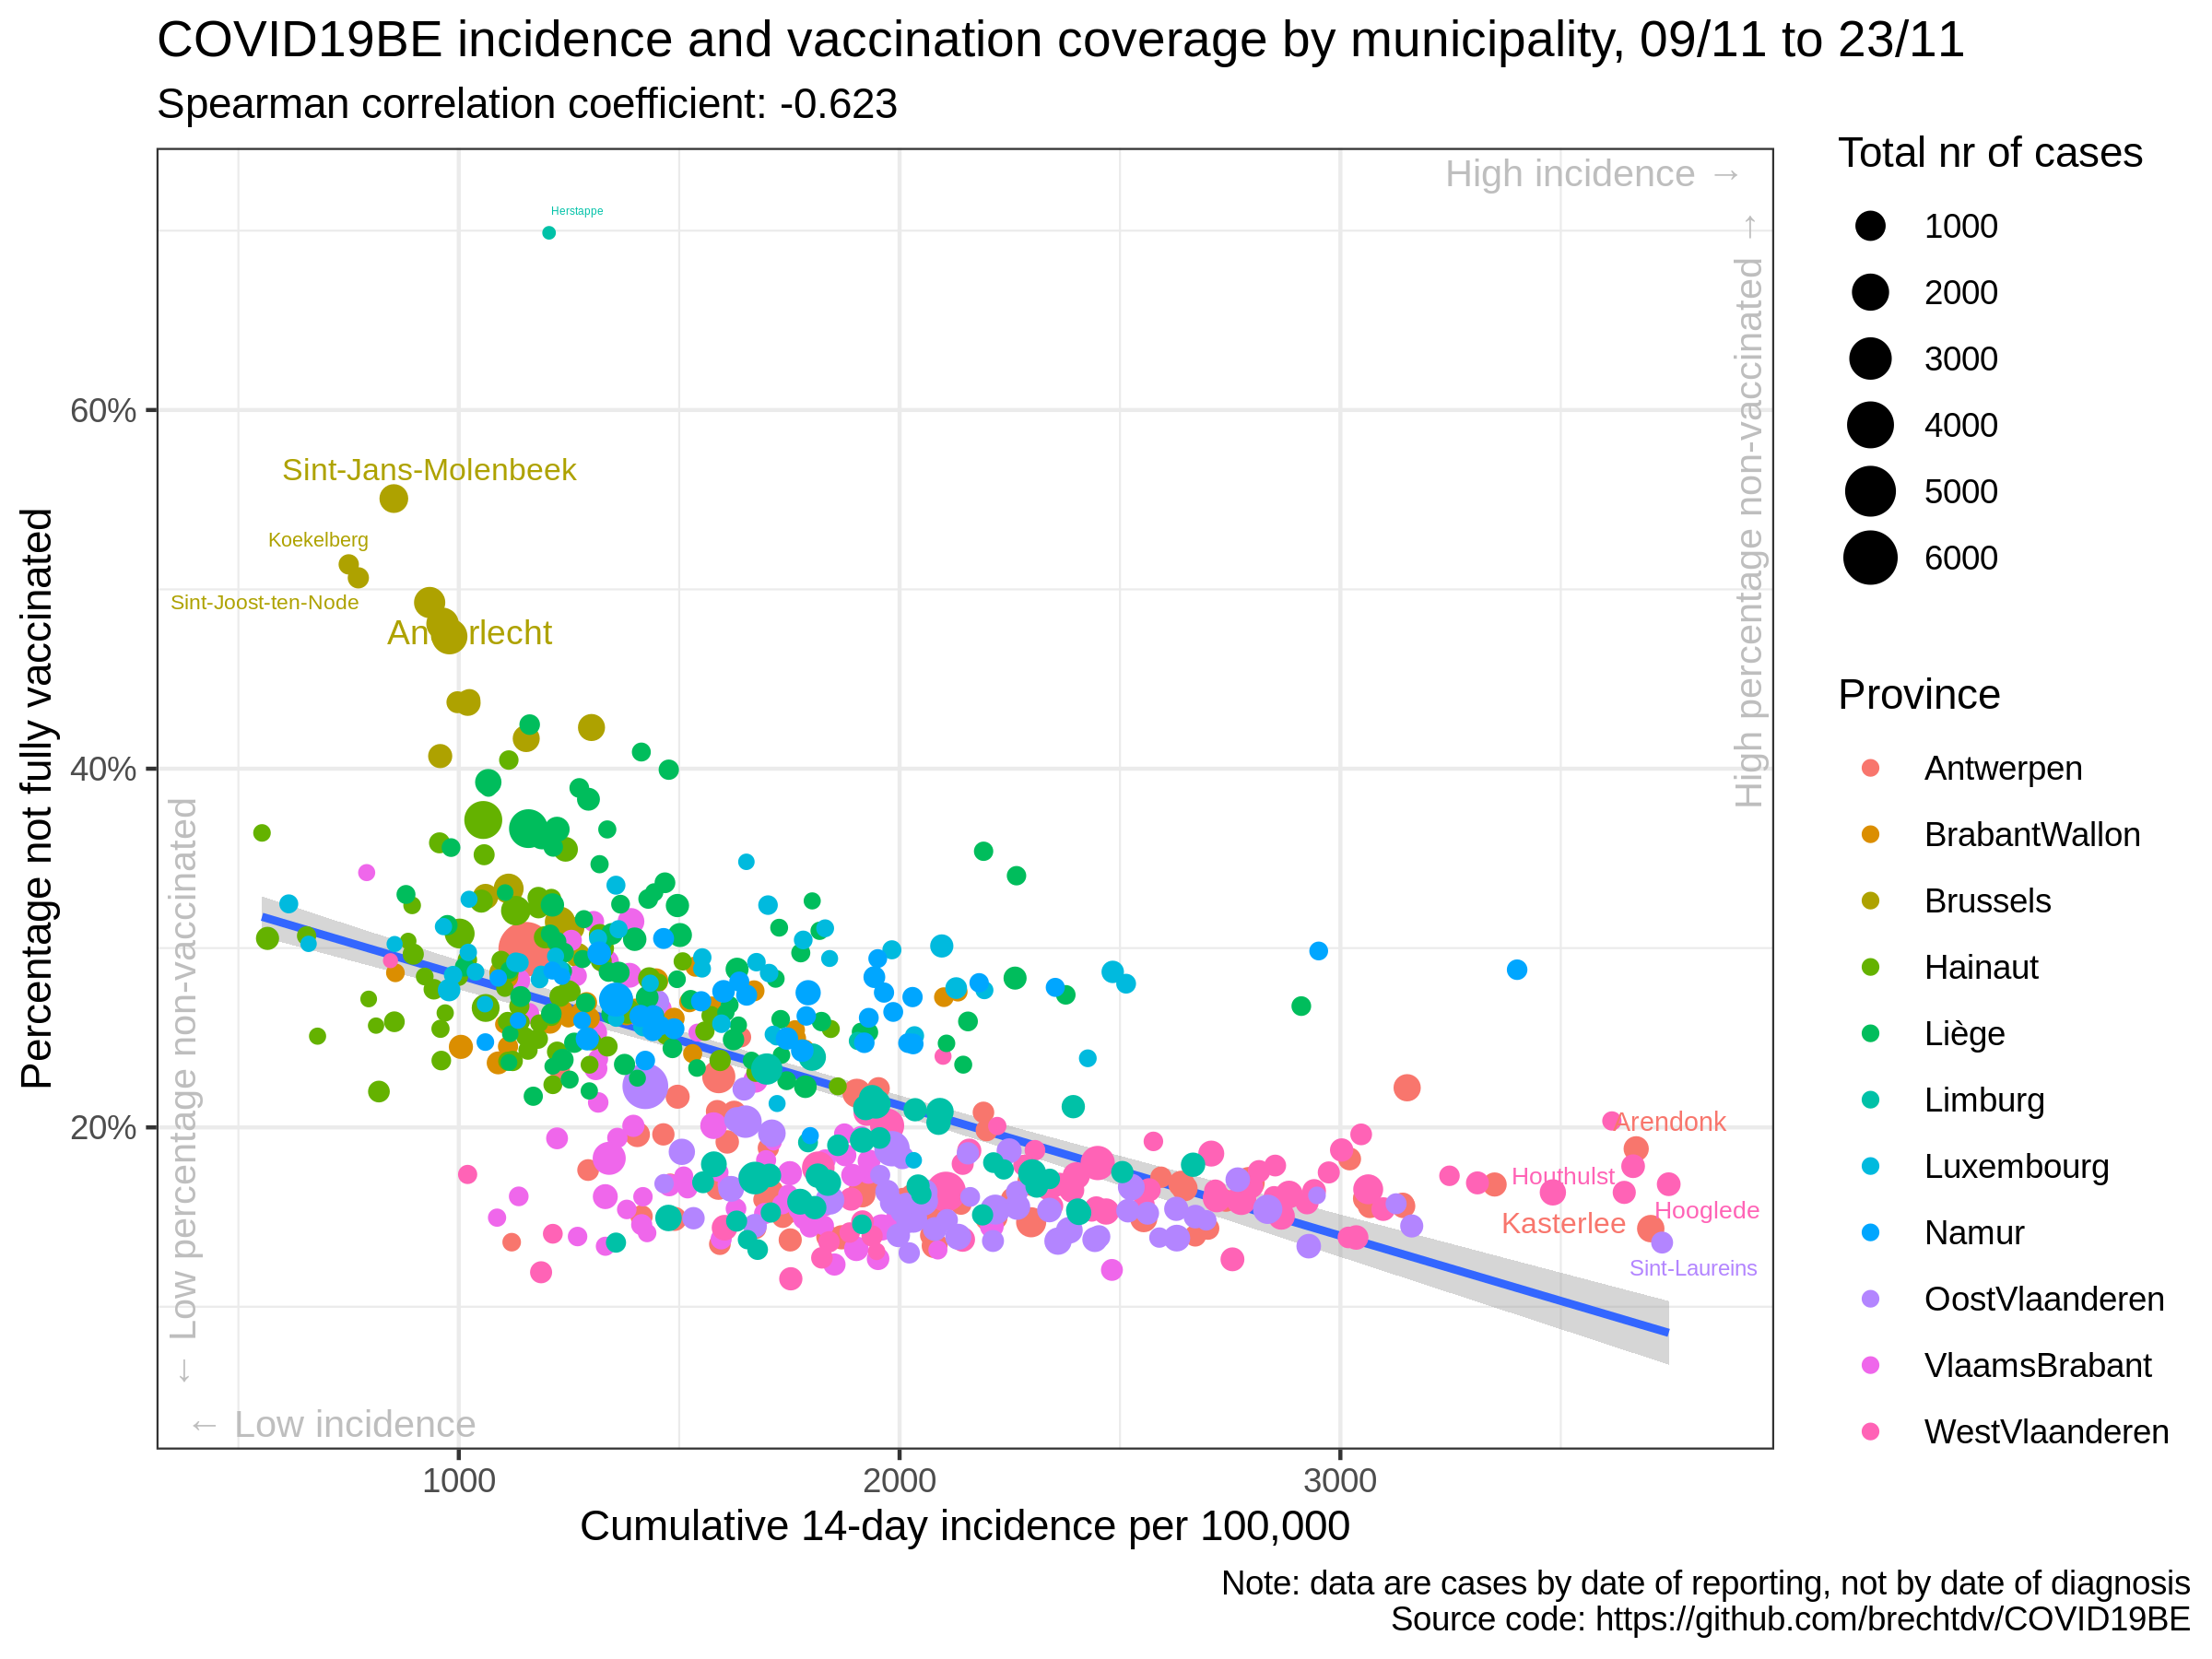 COVID19BE incidence and vaccination coverage by municipality, 09/11 to 23/11
Spearman correlation coefficient: -0.623
High incidence →
High percentage non-vaccinated →
← Low percentage non-vaccinated
← Low incidence
Herstappe
Sint-Jans-Molenbeek
Koekelberg
Sint-Joost-ten-Node
Anderlecht
Arendonk
Houthulst
Hooglede
Kasterlee
Sint-Laureins
Percentage not fully vaccinated
60%
40%
20%
1000
2000
3000
Cumulative 14-day incidence per 100,000
Total nr of cases
1000
2000
3000
4000
5000
6000
Province
Antwerpen
BrabantWallon
Brussels
Hainaut
Liège
Limburg
Luxembourg
Namur
OostVlaanderen
VlaamsBrabant
WestVlaanderen
Note: data are cases by date of reporting, not by date of diagnosis
Source code: https://github.com/brechtdv/COVID19BE